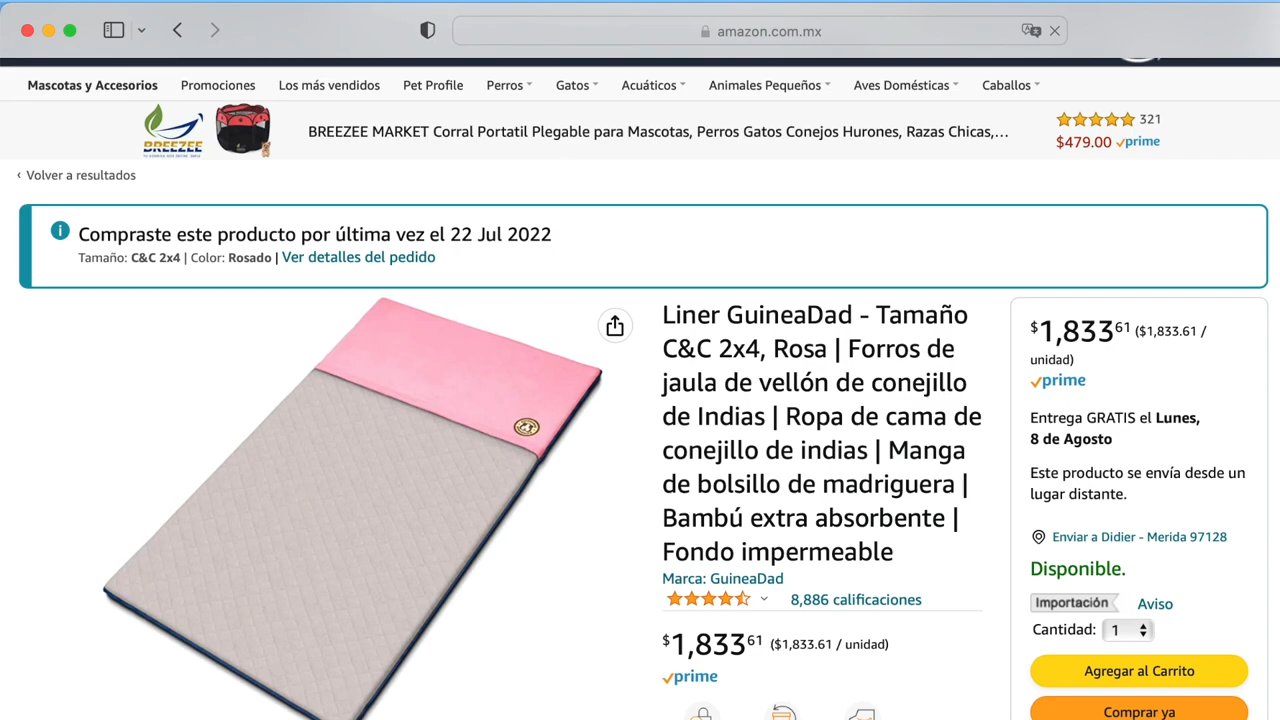 amazon.com.mx
Mascotas y Accesorios Promociones Los más vendidos Pet Profile Perros Gatos Acuáticos Animales Pequeños Aves Domésticas Caballos
BREEZEE
BREEZEE MARKET Corral Portatil Plegable para Mascotas, Perros Gatos Conejos Hurones, Razas Chicas,...
321
$479.00 prime
‹ Volver a resultados
Compraste este producto por última vez el 22 Jul 2022
Tamaño: C&C 2x4 | Color: Rosado | Ver detalles del pedido
Liner GuineaDad - Tamaño
C&C 2x4, Rosa | Forros de
jaula de vellón de conejillo
de Indias | Ropa de cama de
conejillo de indias | Manga
de bolsillo de madriguera |
Bambú extra absorbente |
Fondo impermeable
Marca: GuineaDad
8,886 calificaciones
$1,833.61 ($1,833.61 / unidad)
prime
$1,833.61 ($1,833.61 /
unidad)
prime
Entrega GRATIS el Lunes,
8 de Agosto
Este producto se envía desde un
lugar distante.
Enviar a Didier - Merida 97128
Disponible.
Importación Aviso
Cantidad: 1
Agregar al Carrito
Comprar ya